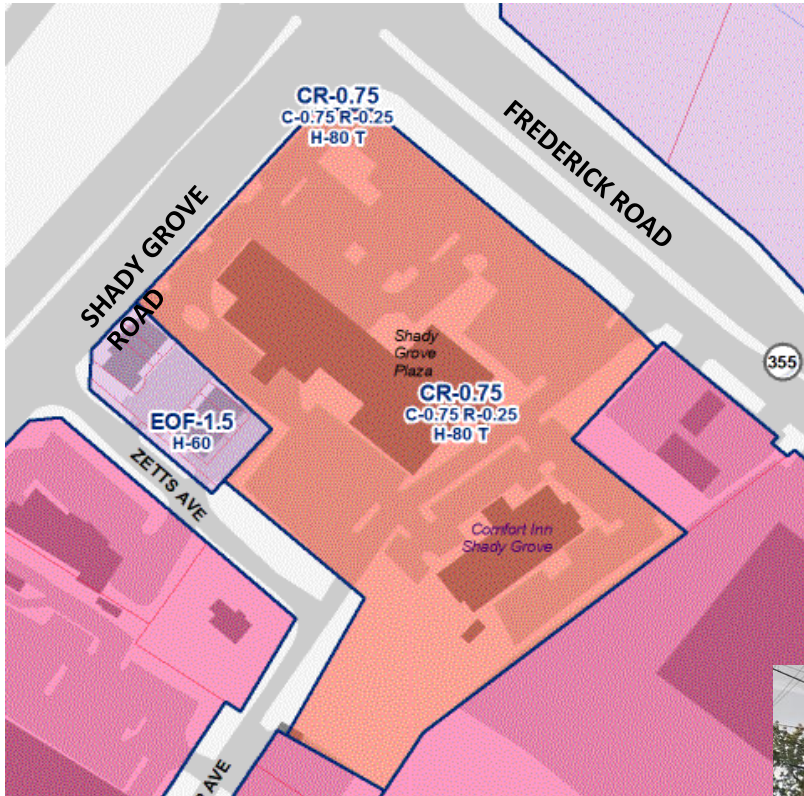 CR-0.75
C-0.75 R-0.25
H-80 T
FREDERICK ROAD
SHADY GROVE
ROAD
355
Shady
Grove
Plaza
CR-0.75
C-0.75 R-0.25
H-80 T
EOF-1.5
H-60
ZETTS AVE
Comfort Inn
Shady Grove
AVE